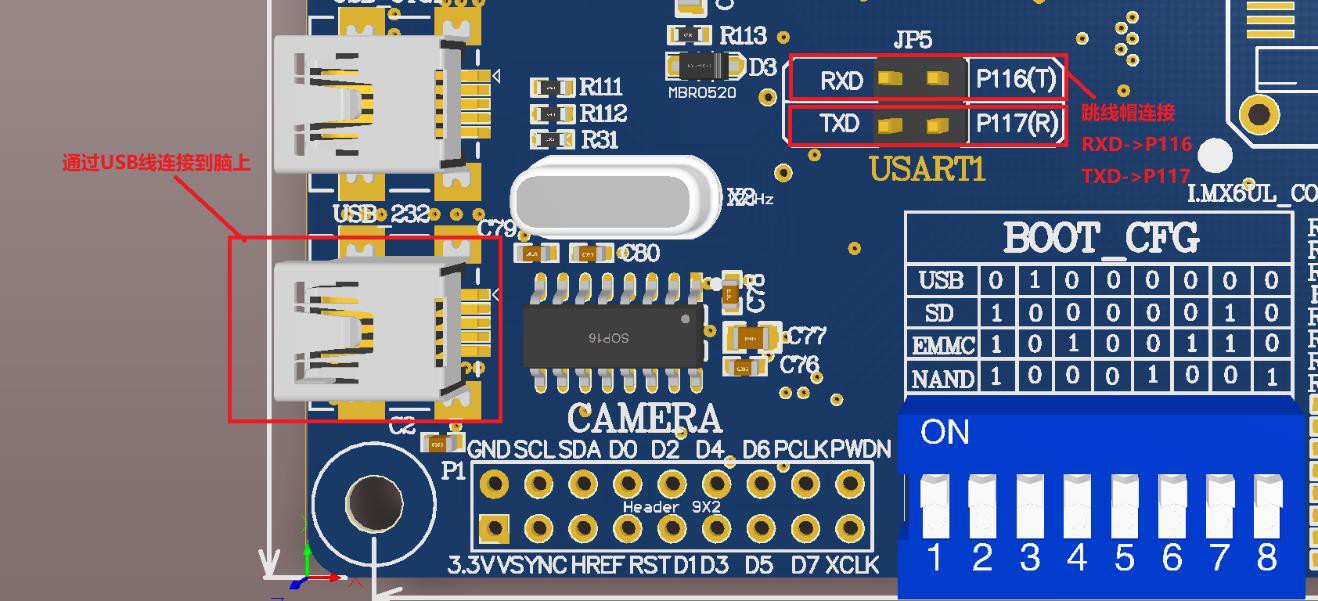 R113
JP5
D3
MBR0520
RXD
P116(T)
R111
R112
TXD
P117(R)
跳线帽连接
R31
RXD->P116
通过USB线连接到脑上
USART1
TXD->P117
I.MX6UL_CO
USB_232
C79
C80
BOOT_CFG
USB 0 1 0 0 0 0 0 0
SD 1 0 0 0 0 0 1 0
EMMC 1 0 1 0 0 1 1 0
NAND 1 0 0 0 1 0 0 1
C78
SOP16
C77
C76
CAMERA
C2
ON
GND SCL SDA D0 D2 D4 D6 PCLK PWDN
P1
Header 9X2
1 2 3 4 5 6 7 8
3.3V VSYNC HREF RST D1 D3 D5 D7 XCLK